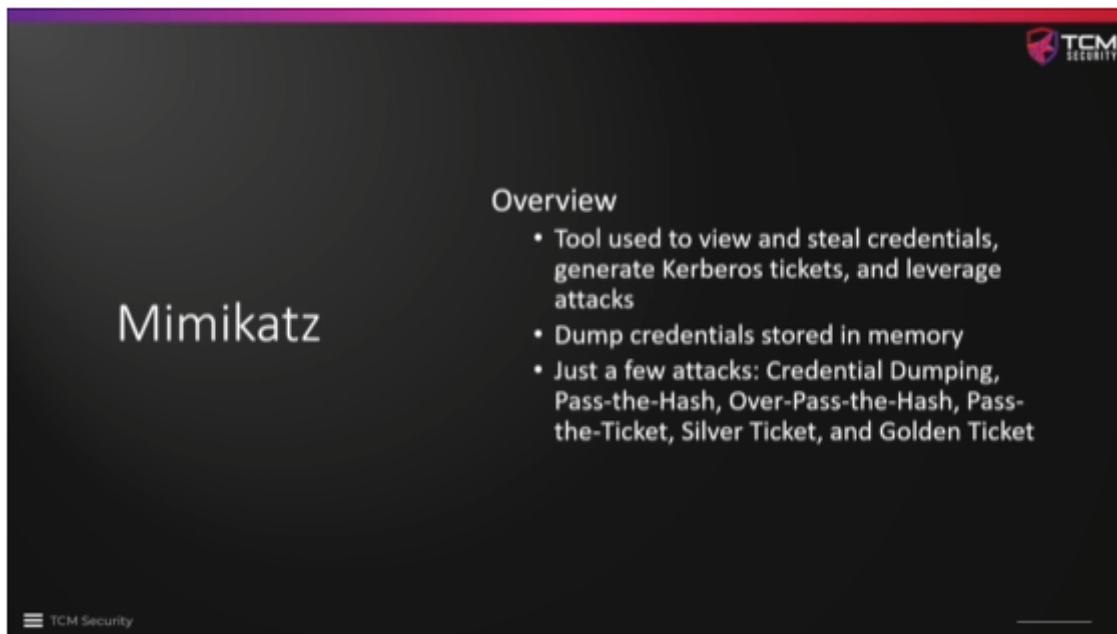 TCM
SECURITY
Overview
• Tool used to view and steal credentials,
generate Kerberos tickets, and leverage
attacks
Mimikatz
• Dump credentials stored in memory
• Just a few attacks: Credential Dumping,
Pass-the-Hash, Over-Pass-the-Hash, Pass-
the-Ticket, Silver Ticket, and Golden Ticket
TCM Security